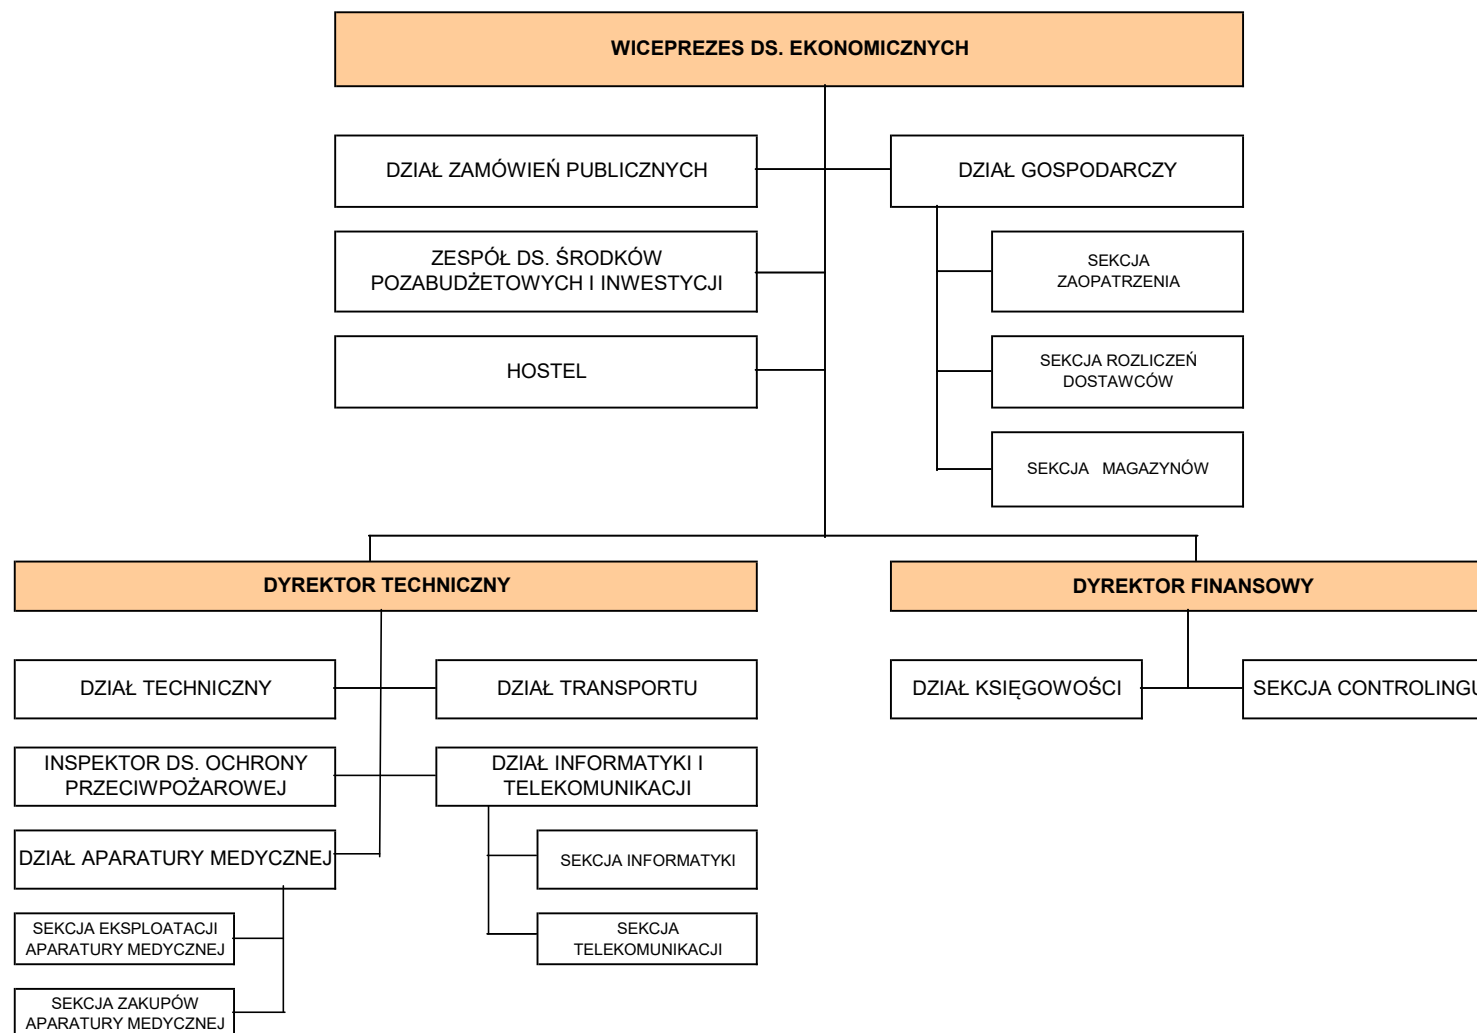 WICEPREZES DS. EKONOMICZNYCH
DZIAŁ ZAMÓWIEŃ PUBLICZNYCH
DZIAŁ GOSPODARCZY
ZESPÓŁ DS. ŚRODKÓW
POZABUDŻETOWYCH I INWESTYCJI
SEKCJA
ZAOPATRZENIA
HOSTEL
SEKCJA ROZLICZEŃ
DOSTAWCÓW
SEKCJA MAGAZYNÓW
DYREKTOR TECHNICZNY
DYREKTOR FINANSOWY
DZIAŁ TECHNICZNY
DZIAŁ TRANSPORTU
DZIAŁ KSIĘGOWOŚCI
SEKCJA CONTROLINGU
INSPEKTOR DS. OCHRONY
PRZECIWPOŻAROWEJ
DZIAŁ INFORMATYKI I
TELEKOMUNIKACJI
DZIAŁ APARATURY MEDYCZNEJ
SEKCJA INFORMATYKI
SEKCJA EKSPLOATACJI
APARATURY MEDYCZNEJ
SEKCJA
TELEKOMUNIKACJI
SEKCJA ZAKUPÓW
APARATURY MEDYCZNEJ